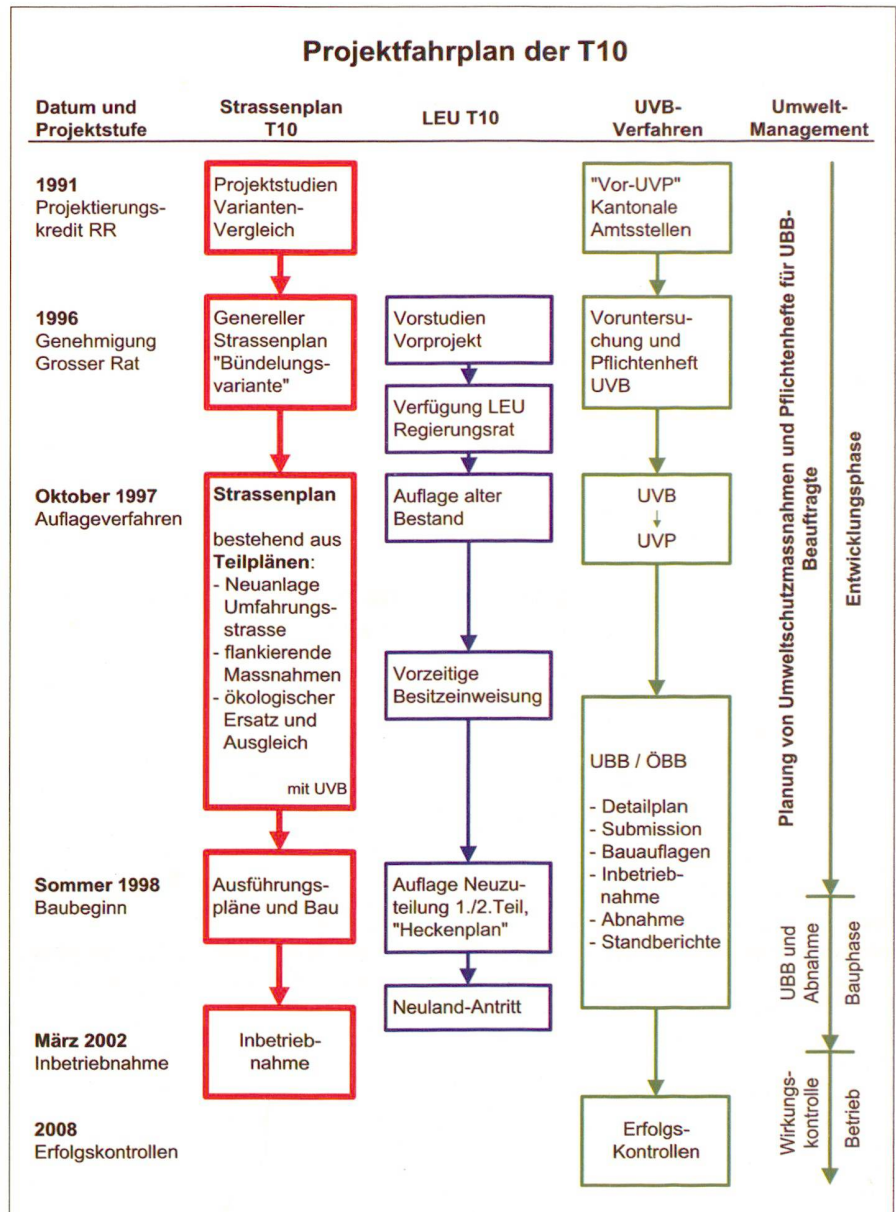 Projektfahrplan der T10
Datum und
Projektstufe
Strassenplan
T10
LEU T10
UVB-
Verfahren
Umwelt-
Management
1991
Projektierungs-
kredit RR
Projektstudien
Varianten-
Vergleich
"Vor-UVP"
Kantonale
Amtsstellen
1996
Genehmigung
Grosser Rat
Genereller
Strassenplan
"Bündelungs-
variante"
Vorstudien
Vorprojekt
Voruntersu-
chung und
Pflichtenheft
UVB
Verfügung LEU
Regierungsrat
Oktober 1997
Auflageverfahren
Strassenplan
bestehend aus
Teilplänen:
- Neuanlage
Umfahrungs-
strasse
- flankierende
Massnahmen
- ökologischer
Ersatz und
Ausgleich
mit UVB
Auflage alter
Bestand
UVB
UVP
Vorzeitige
Besitzeinweisung
UBB / ÖBB
- Detailplan
- Submission
- Bauauflagen
- Inbetrieb-
nahme
- Abnahme
- Standberichte
Sommer 1998
Baubeginn
Ausführungs-
pläne und Bau
Auflage Neuzu-
teilung 1./2.Teil,
"Heckenplan"
Neuland-Antritt
März 2002
Inbetriebnahme
Inbetrieb-
nahme
2008
Erfolgskontrollen
Erfolgs-
Kontrollen
Planung von Umweltschutzmassnahmen und Pflichtenhefte für UBB-
Beauftragte
Entwicklungsphase
UBB und
Abnahme
Bauphase
Wirkungs-
kontrolle
Betrieb